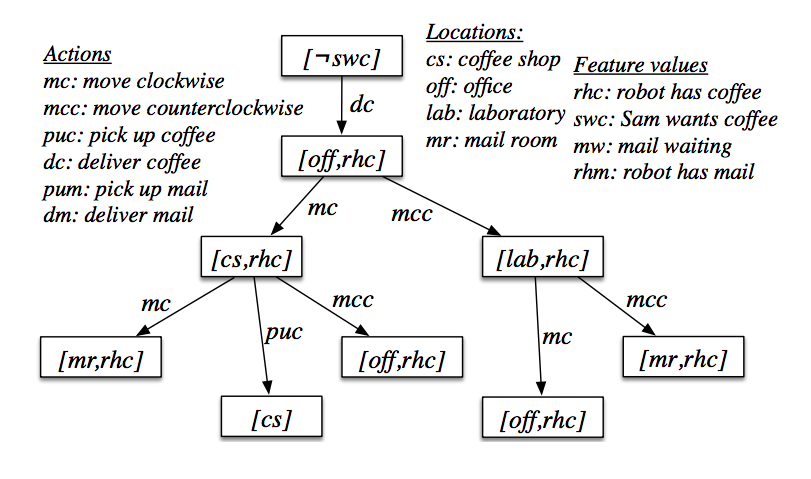 Actions
mc: move clockwise
mcc: move counterclockwise
puc: pick up coffee
dc: deliver coffee
pum: pick up mail
dm: deliver mail
Locations:
cs: coffee shop
off: office
lab: laboratory
mr: mail room
Feature values
rhc: robot has coffee
swc: Sam wants coffee
mw: mail waiting
rhm: robot has mail
[¬swc]
dc
[off,rhc]
mc
mcc
[cs,rhc]
[lab,rhc]
mc
puc
mcc
mc
mcc
[mr,rhc]
[off,rhc]
[mr,rhc]
[cs]
[off,rhc]